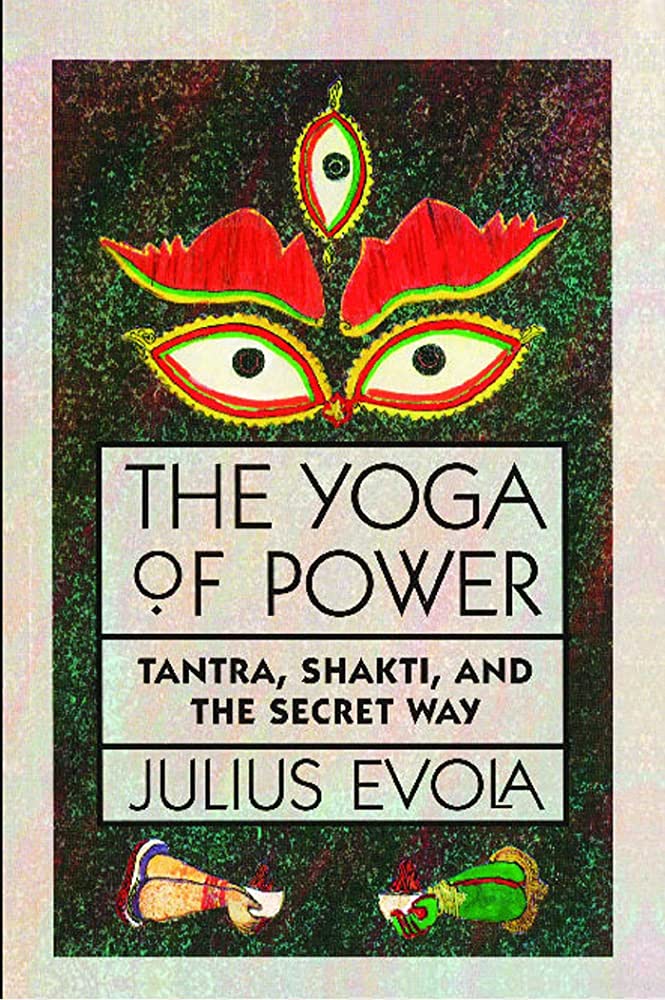 THE YOGA
OF POWER
TANTRA, SHAKTI, AND
THE SECRET WAY
JULIUS EVOLA